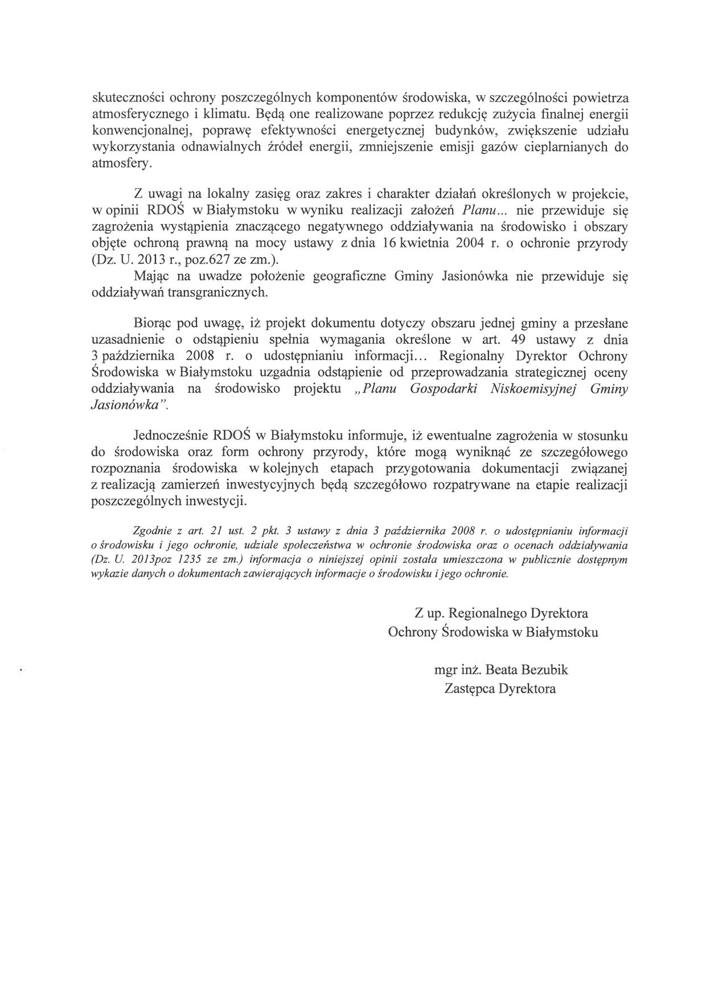 skuteczności ochrony poszczególnych komponentów środowiska, w szczególności powietrza
atmosferycznego i klimatu. Będą one realizowane poprzez redukcję zużycia finalnej energii
konwencjonalnej, poprawę efektywności energetycznej budynków, zwiększenie udziału
wykorzystania odnawialnych źródeł energii, zmniejszenie emisji gazów cieplarnianych do
atmosfery.
Z uwagi na lokalny zasięg oraz zakres i charakter działań określonych w projekcie,
w opinii RDOŚ w Białymstoku w wyniku realizacji założeń Planu... nie przewiduje się
zagrożenia wystąpienia znaczącego negatywnego oddziaływania na środowisko i obszary
objęte ochroną prawną na mocy ustawy z dnia 16 kwietnia 2004 r. o ochronie przyrody
(Dz. U. 2013 r., poz.627 ze zm.).
Mając na uwadze położenie geograficzne Gminy Jasionówka nie przewiduje się
oddziaływań transgranicznych.
Biorąc pod uwagę, iż projekt dokumentu dotyczy obszaru jednej gminy a przesłane
uzasadnienie o odstąpieniu spełnia wymagania określone w art. 49 ustawy z dnia
3 października 2008 r. o udostępnianiu informacji... Regionalny Dyrektor Ochrony
Środowiska w Białymstoku uzgadnia odstąpienie od przeprowadzania strategicznej oceny
oddziaływania na środowisko projektu „Planu Gospodarki Niskoemisyjnej Gminy
Jasionówka”.
Jednocześnie RDOŚ w Białymstoku informuje, iż ewentualne zagrożenia w stosunku
do środowiska oraz form ochrony przyrody, które mogą wyniknąć ze szczegółowego
rozpoznania środowiska w kolejnych etapach przygotowania dokumentacji związanej
z realizacją zamierzeń inwestycyjnych będą szczegółowo rozpatrywane na etapie realizacji
poszczególnych inwestycji.
Zgodnie z art. 21 ust. 2 pkt. 3 ustawy z dnia 3 października 2008 r. o udostępnianiu informacji
o środowisku i jego ochronie, udziale społeczeństwa w ochronie środowiska oraz o ocenach oddziaływania
(Dz. U. 2013poz 1235 ze zm.) informacja o niniejszej opinii została umieszczona w publicznie dostępnym
wykazie danych o dokumentach zawierających informacje o środowisku i jego ochronie.
Z up. Regionalnego Dyrektora
Ochrony Środowiska w Białymstoku
mgr inż. Beata Bezubik
Zastępca Dyrektora